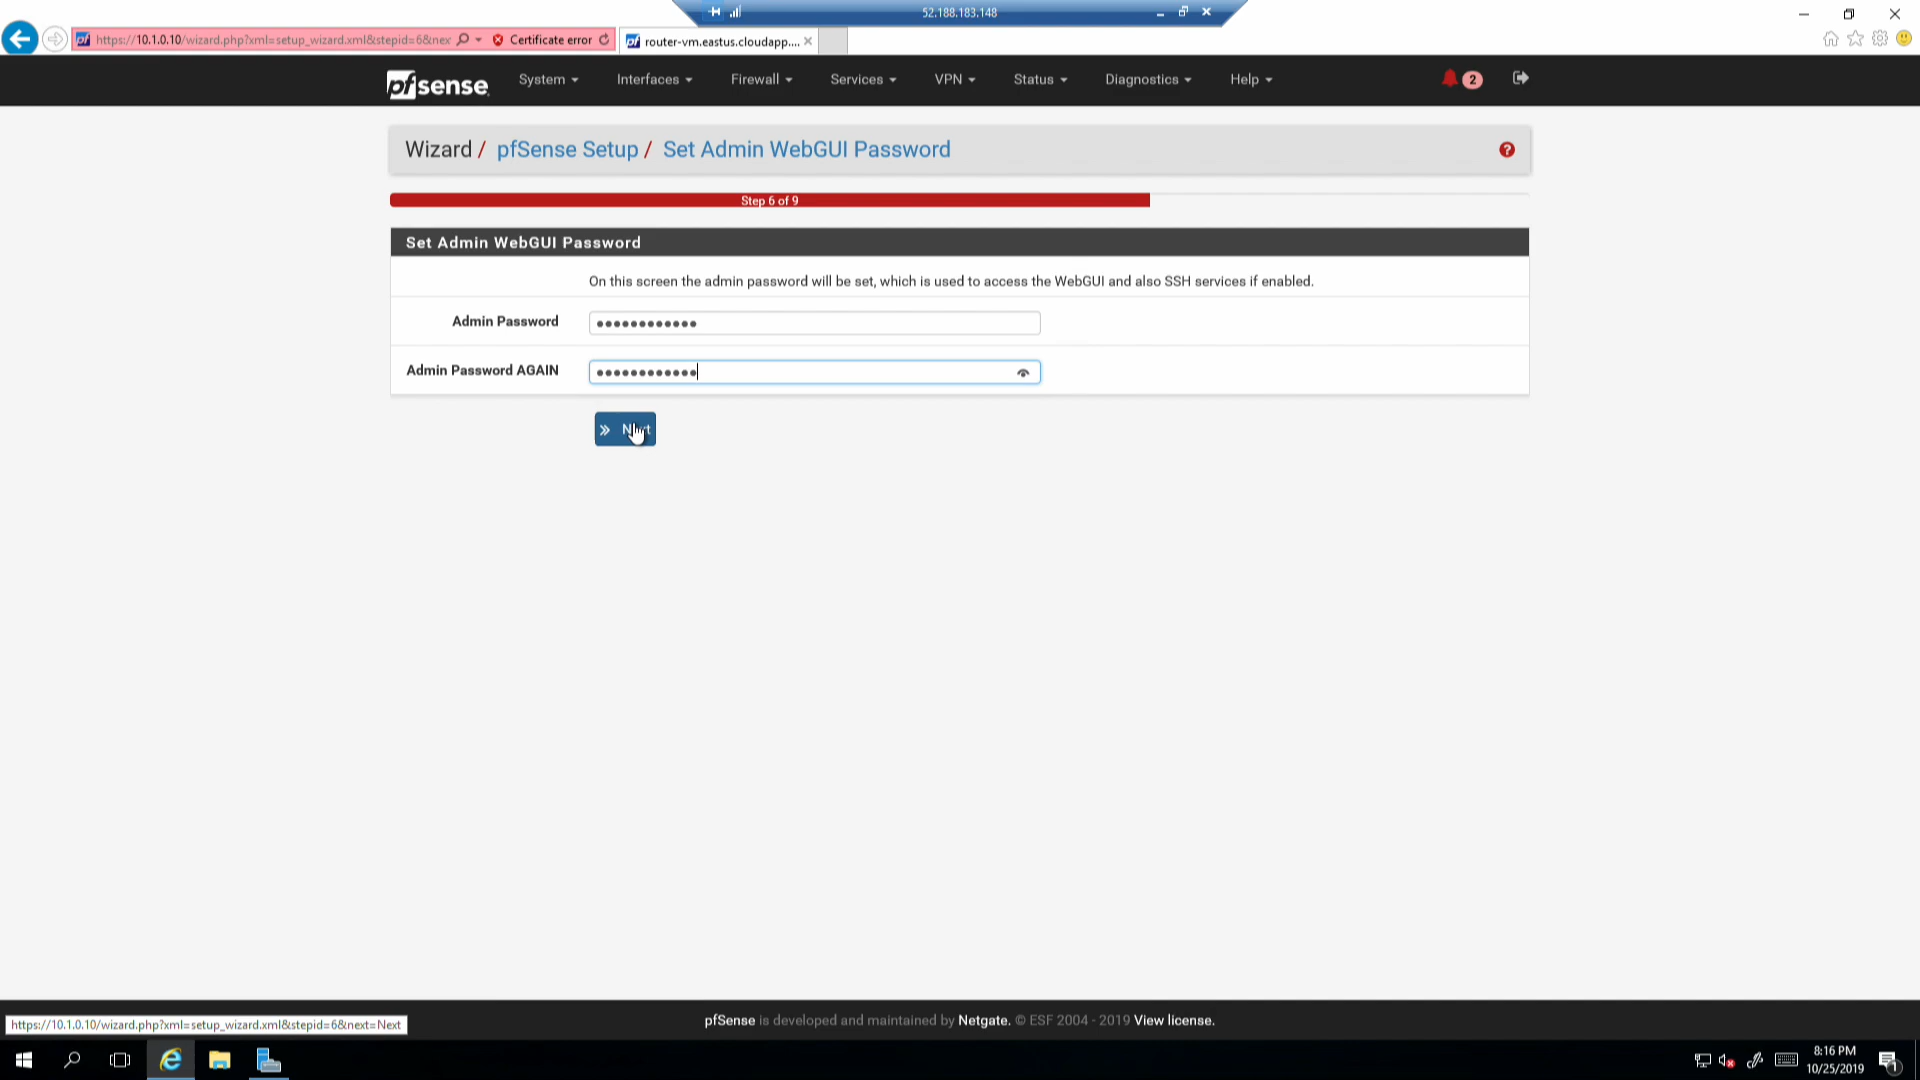 52.188.183.148
https://10.1.0.10/wizard.php?xml=setup_wizard.xml&stepid=6&nex
Certificate error
router-vm.eastus.cloudapp....
pfsense
System
Interfaces
Firewall
Services
VPN
Status
Diagnostics
Help
2
Wizard / pfSense Setup / Set Admin WebGUI Password
Step 6 of 9
Set Admin WebGUI Password
On this screen the admin password will be set, which is used to access the WebGUI and also SSH services if enabled.
Admin Password
Admin Password AGAIN
Next
pfSense is developed and maintained by Netgate. © ESF 2004 - 2019 View license.
https://10.1.0.10/wizard.php?xml=setup_wizard.xml&stepid=6&next=Next
8:16 PM
10/25/2019
1